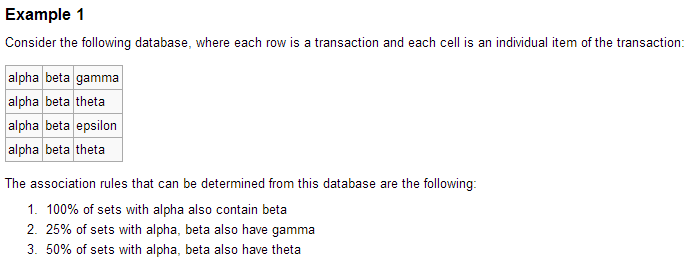 Example 1
Consider the following database, where each row is a transaction and each cell is an individual item of the transaction:
alpha beta gamma
alpha beta theta
alpha beta epsilon
alpha beta theta
The association rules that can be determined from this database are the following:
1. 100% of sets with alpha also contain beta
2. 25% of sets with alpha, beta also have gamma
3. 50% of sets with alpha, beta also have theta